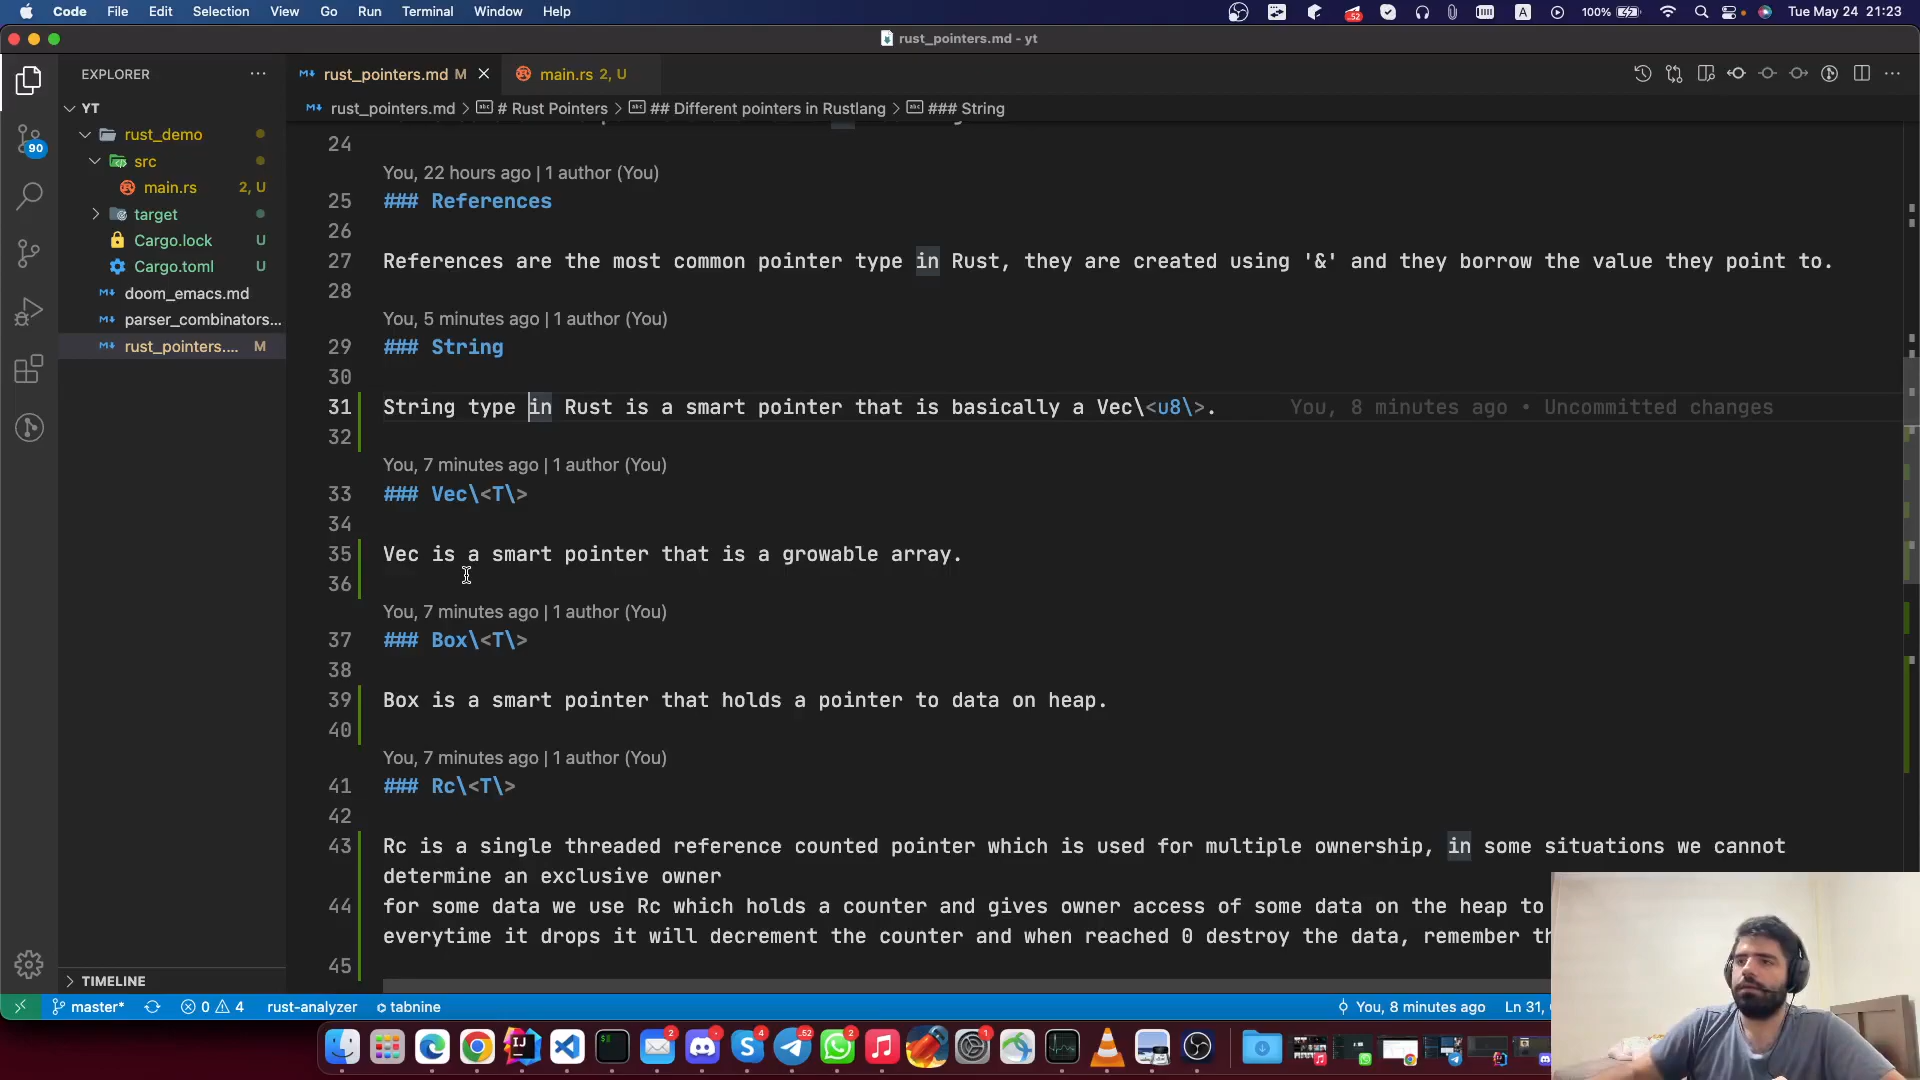 Code File Edit Selection View Go Run Terminal Window Help
A 100% Tue May 24 21:23
rust_pointers.md - yt
EXPLORER
rust_pointers.md M
main.rs 2, U
rust_pointers.md > # Rust Pointers > ## Different pointers in Rustlang > ### String
YT
rust_demo
src
main.rs 2, U
target
Cargo.lock U
Cargo.toml U
doom_emacs.md
parser_combinators...
rust_pointers.... M
90
TIMELINE
24
You, 22 hours ago | 1 author (You)
25 ### References
26
27 References are the most common pointer type in Rust, they are created using '&' and they borrow the value they point to.
28
You, 5 minutes ago | 1 author (You)
29 ### String
30
31 String type in Rust is a smart pointer that is basically a Vec\<u8\>. You, 8 minutes ago • Uncommitted changes
32
You, 7 minutes ago | 1 author (You)
33 ### Vec\<T\>
34
35 Vec is a smart pointer that is a growable array.
36
You, 7 minutes ago | 1 author (You)
37 ### Box\<T\>
38
39 Box is a smart pointer that holds a pointer to data on heap.
40
You, 7 minutes ago | 1 author (You)
41 ### Rc\<T\>
42
43 Rc is a single threaded reference counted pointer which is used for multiple ownership, in some situations we cannot
determine an exclusive owner
44 for some data we use Rc which holds a counter and gives owner access of some data on the heap to
everytime it drops it will decrement the counter and when reached 0 destroy the data, remember th
45
master* 0 4 rust-analyzer tabnine You, 8 minutes ago Ln 31,